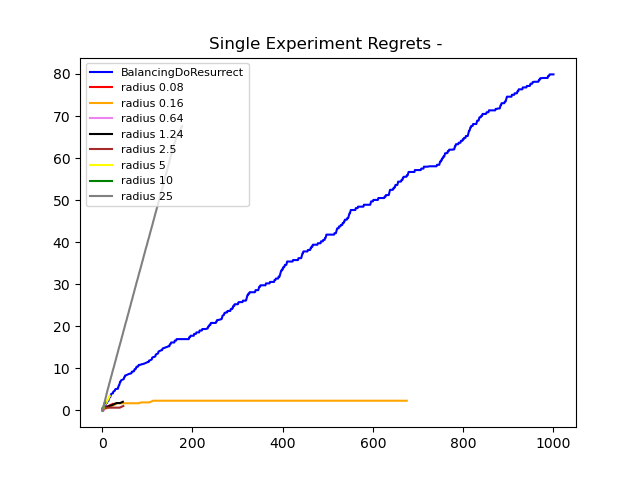 Single Experiment Regrets -
80
70
60
50
40
30
20
10
0
BalancingDoResurrect
radius 0.08
radius 0.16
radius 0.64
radius 1.24
radius 2.5
radius 5
radius 10
radius 25
0 200 400 600 800 1000